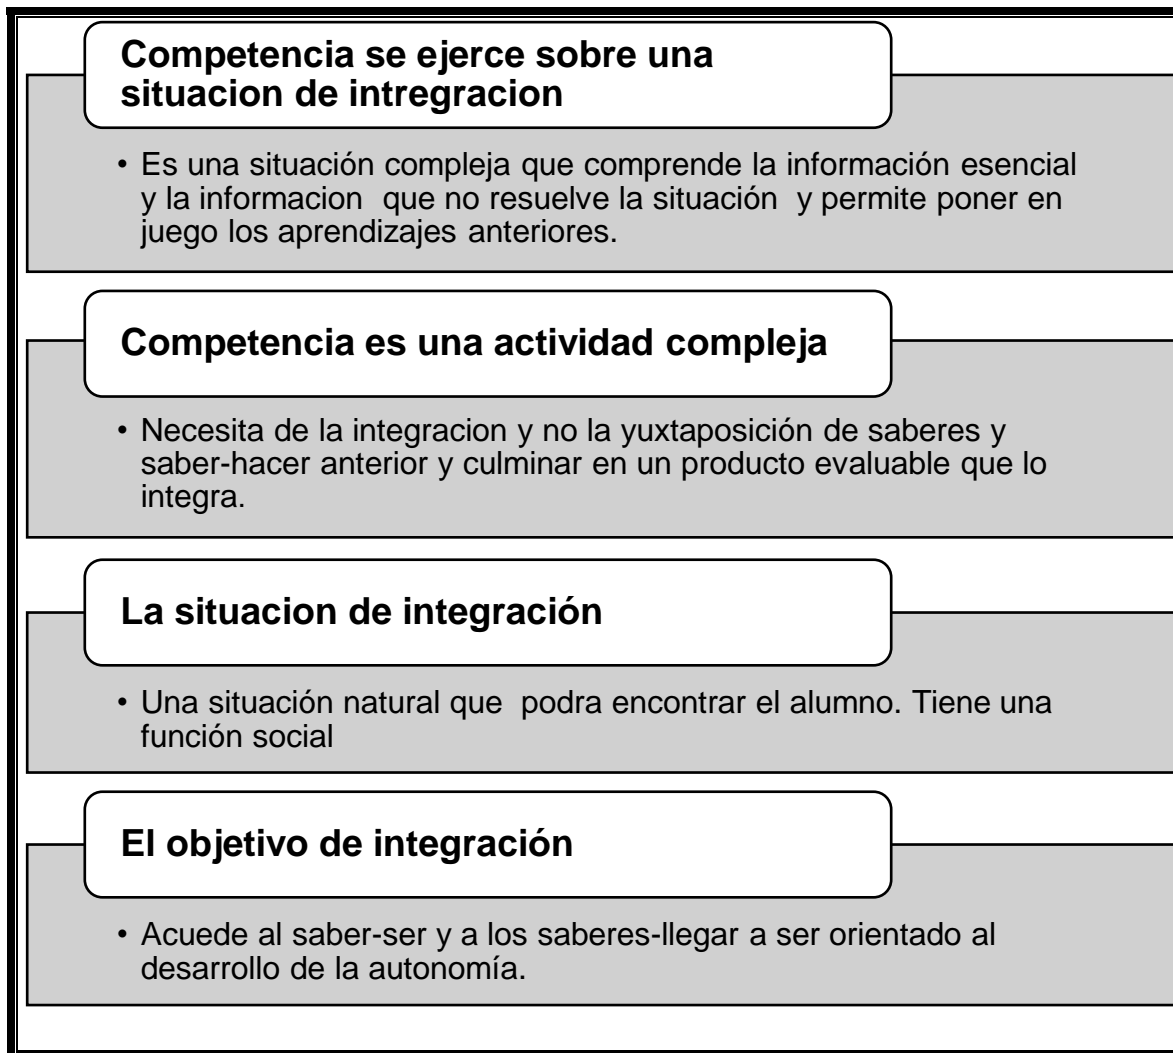 Competencia se ejerce sobre una
situacion de intregracion
• Es una situación compleja que comprende la información esencial
y la informacion  que no resuelve la situación  y permite poner en
juego los aprendizajes anteriores.
Competencia es una actividad compleja
• Necesita de la integracion y no la yuxtaposición de saberes y
saber-hacer anterior y culminar en un producto evaluable que lo
integra.
La situacion de integración
• Una situación natural que  podra encontrar el alumno. Tiene una
función social
El objetivo de integración
• Acuede al saber-ser y a los saberes-llegar a ser orientado al
desarrollo de la autonomía.